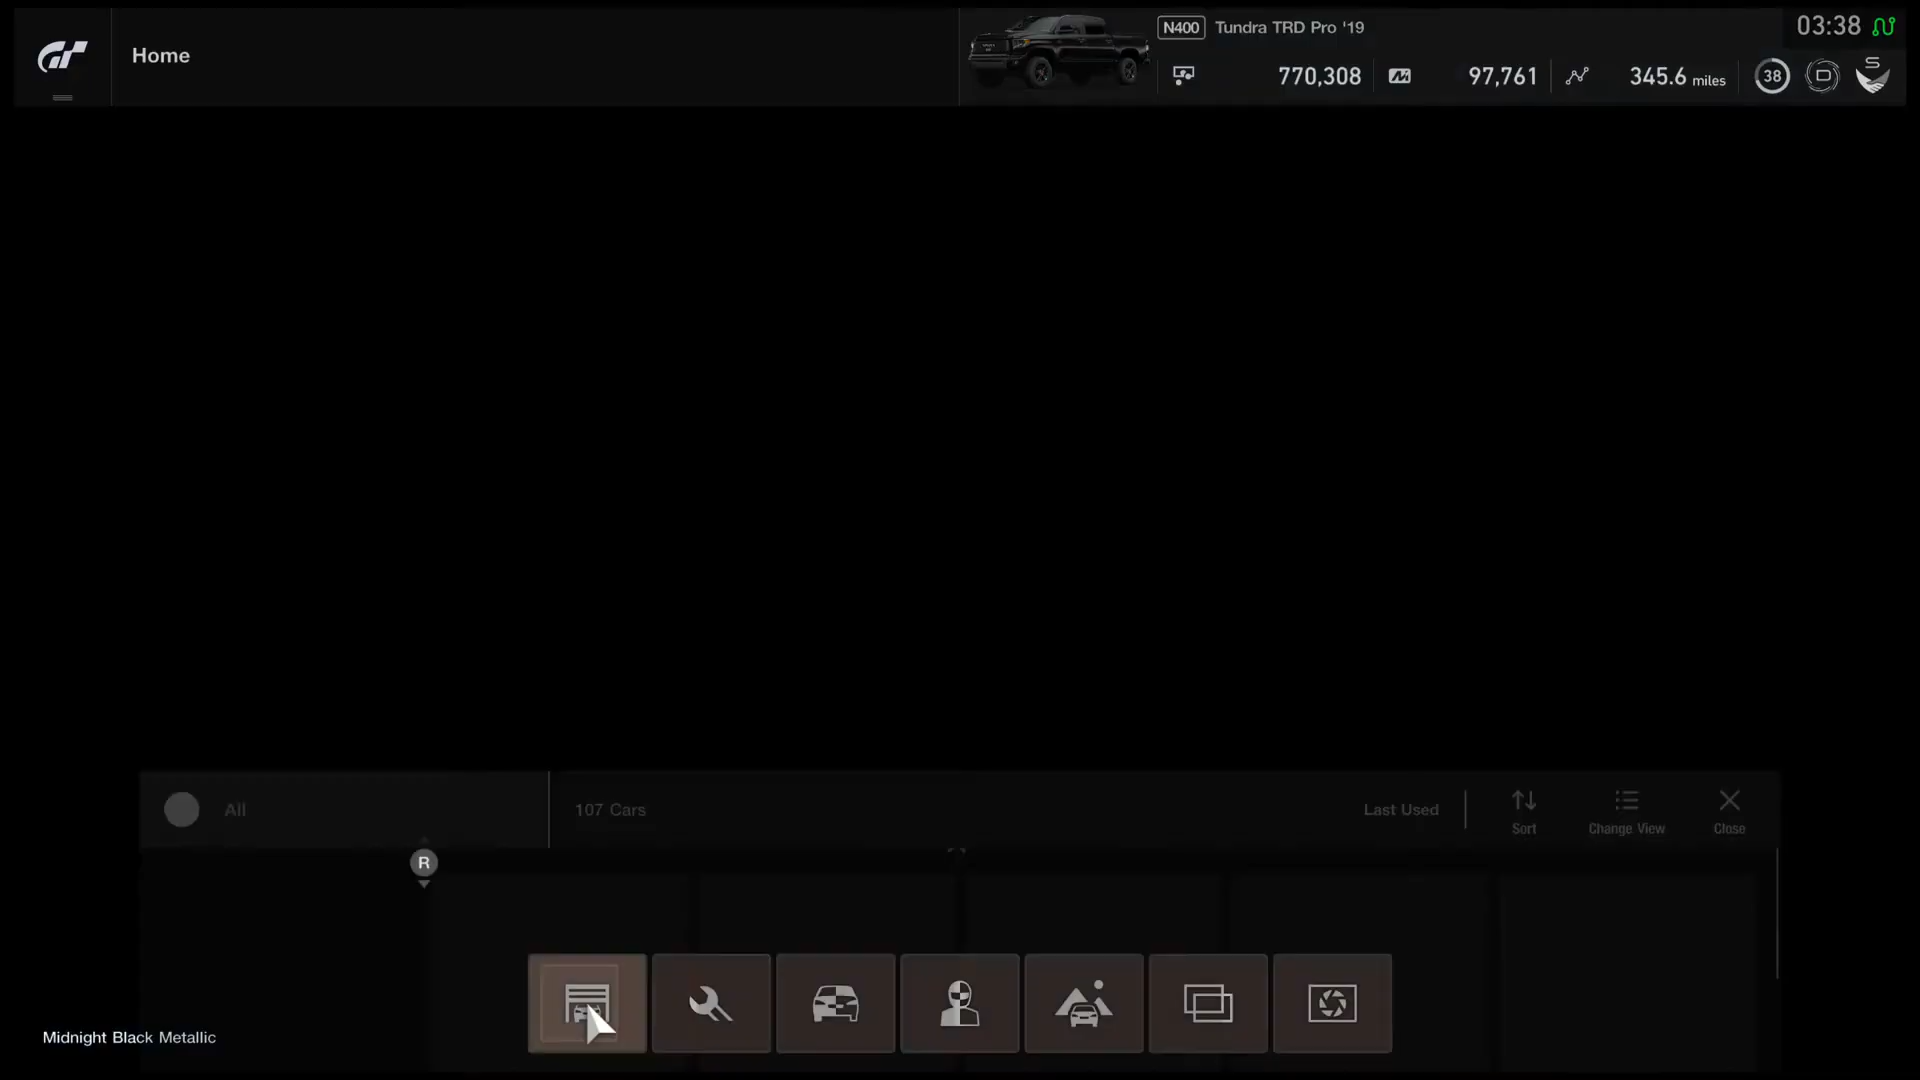 Home
N400 Tundra TRD Pro '19
03:38
770,308
97,761
345.6 miles
38
D
S
All
107 Cars
Last Used
Sort
Change View
Close
R
Midnight Black Metallic